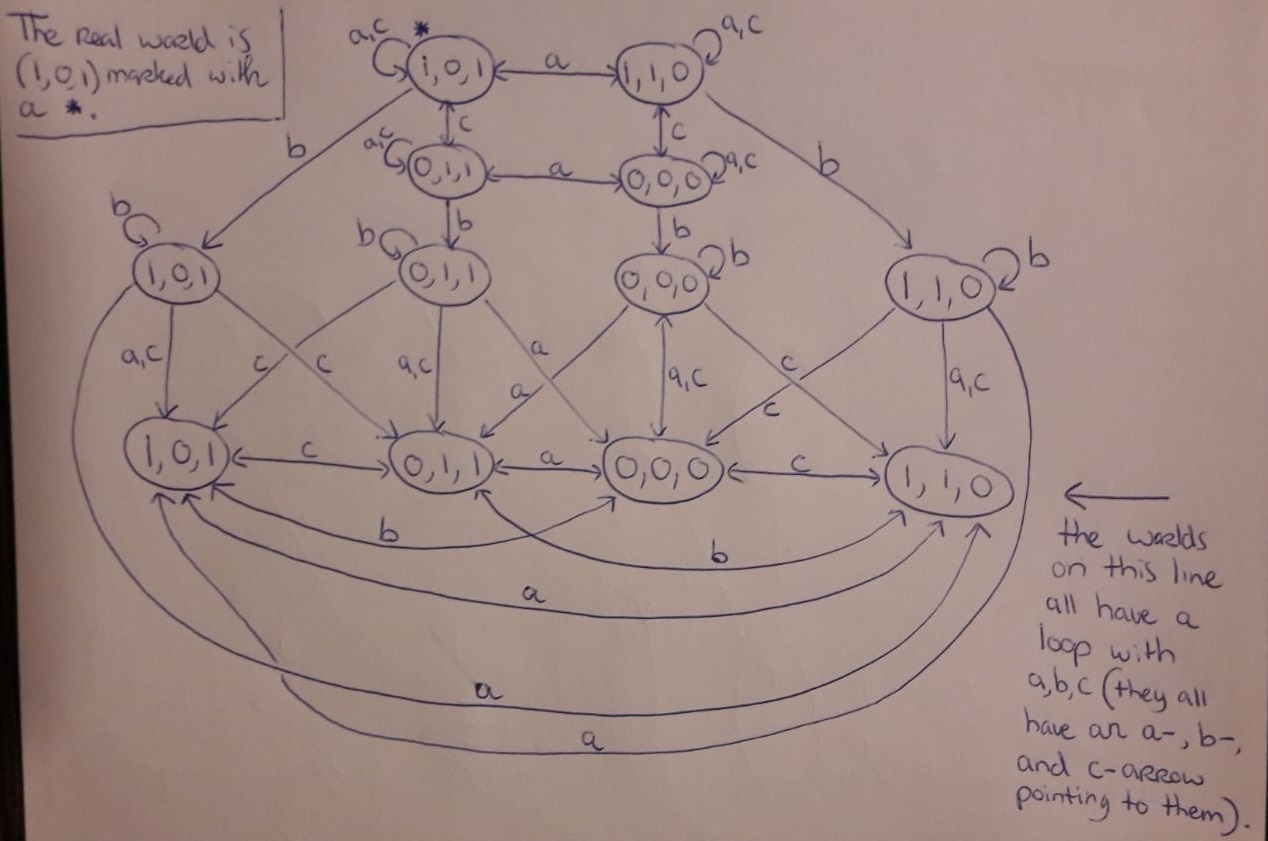 The Real world is
(1,0,1) marked with
a *.
a,c *
1,0,1
a
1,1,0
a,c
c
c
b
b
a,c
0,1,1
a
0,0,0
a,c
b
b
b
1,0,1
b
0,1,1
0,0,0
b
1,1,0
b
a,c
c
c
a,c
a
a
a,c
c
c
a,c
1,0,1
c
0,1,1
a
0,0,0
c
1,1,0
b
b
a
a
a
the worlds
on this line
all have a
loop with
a,b,c (they all
have an a-, b-,
and c-arrow
pointing to them).